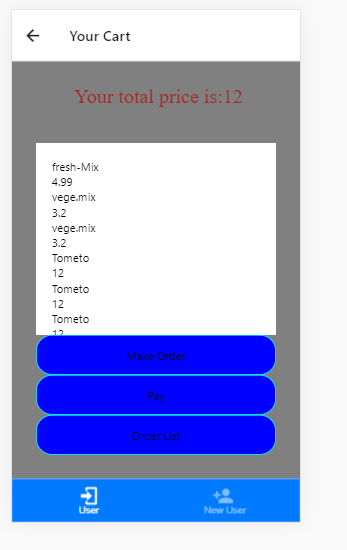 Your Cart
Your total price is:12
fresh-Mix
4.99
vege.mix
3.2
vege.mix
3.2
Tometo
12
Tometo
12
Tometo
12
Make Order
Pay
Order List
User
New User